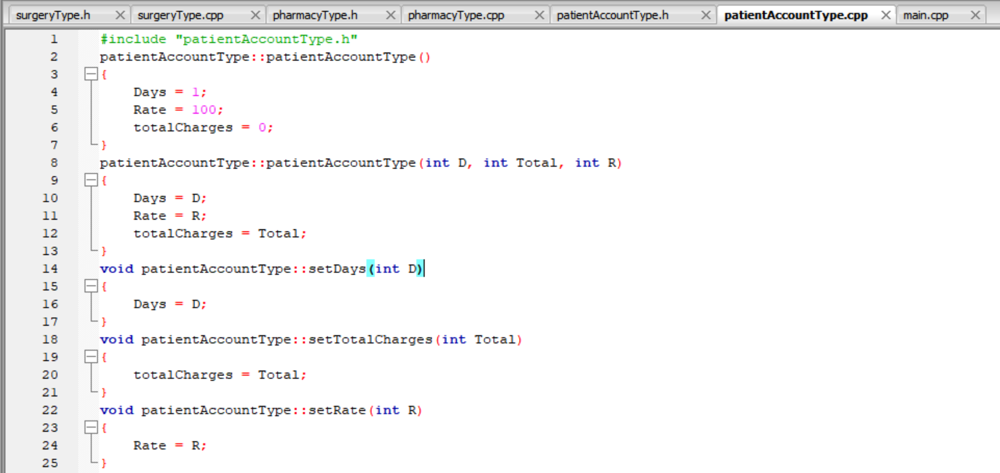 surgeryType.h surgeryType.cpp pharmacyType.h pharmacyType.cpp patientAccountType.h patientAccountType.cpp main.cpp
1 #include "patientAccountType.h"
2 patientAccountType::patientAccountType()
3 {
4 Days = 1;
5 Rate = 100;
6 totalCharges = 0;
7 }
8 patientAccountType::patientAccountType(int D, int Total, int R)
9 {
10 Days = D;
11 Rate = R;
12 totalCharges = Total;
13 }
14 void patientAccountType::setDays(int D)
15 {
16 Days = D;
17 }
18 void patientAccountType::setTotalCharges(int Total)
19 {
20 totalCharges = Total;
21 }
22 void patientAccountType::setRate(int R)
23 {
24 Rate = R;
25 }